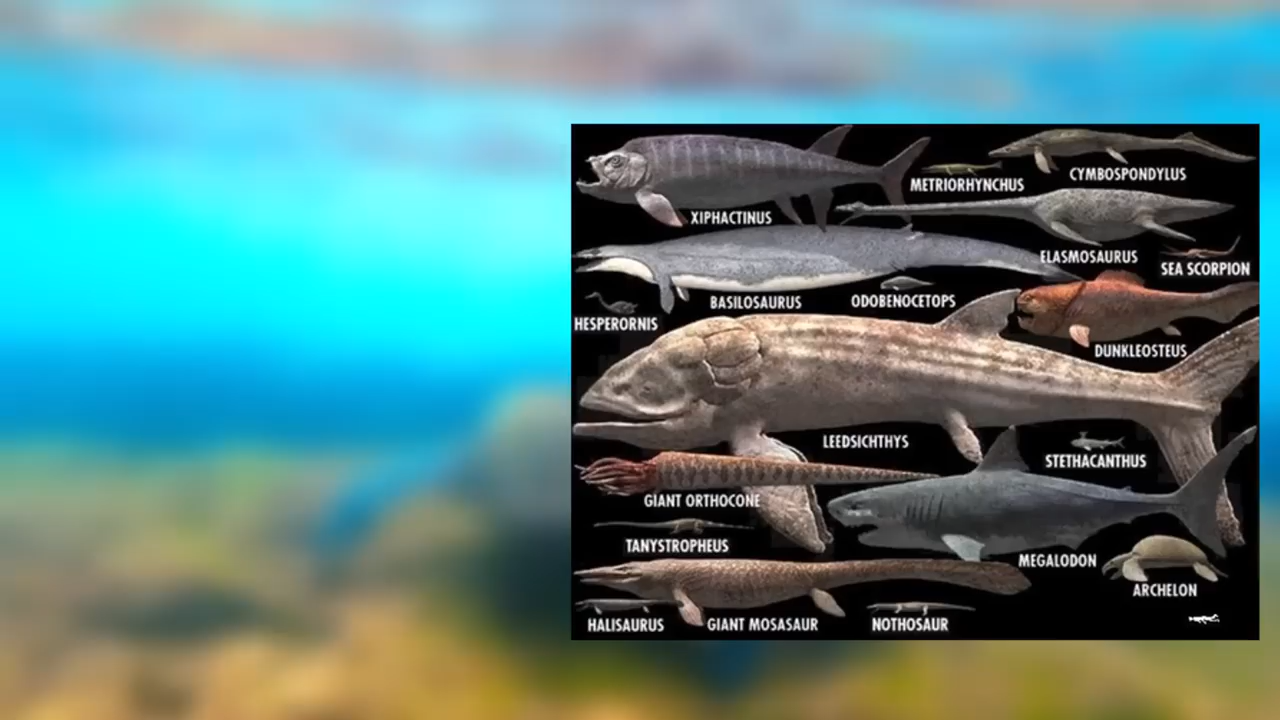 METRIORHYNCHUS
CYMBOSPONDYLUS
XIPHACTINUS
ELASMOSAURUS
SEA SCORPION
BASILOSAURUS
ODOBENOCETOPS
HESPERORNIS
DUNKLEOSTEUS
LEEDSICHTHYS
STETHACANTHUS
GIANT ORTHOCONE
TANYSTROPHEUS
MEGALODON
ARCHELON
HALISAURUS
GIANT MOSASAUR
NOTHOSAUR